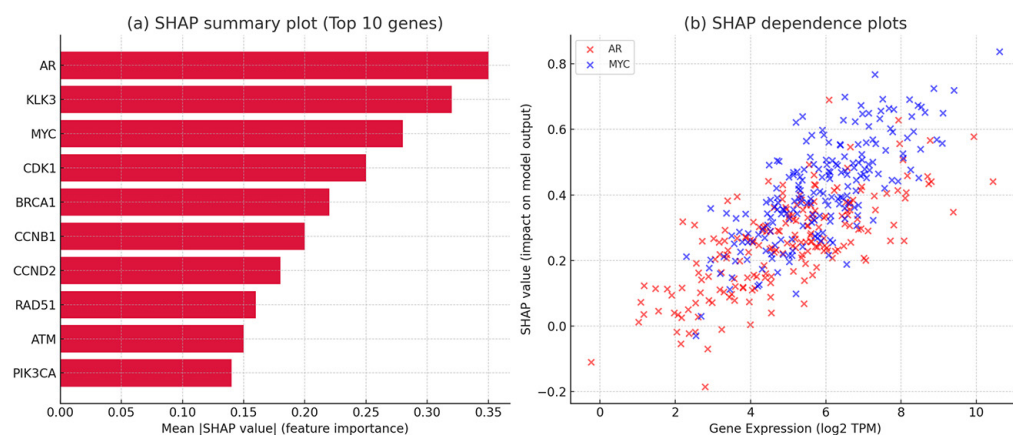 (a) SHAP summary plot (Top 10 genes)
AR
KLK3
MYC
CDK1
BRCA1
CCNB1
CCND2
RAD51
ATM
PIK3CA
0.00 0.05 0.10 0.15 0.20 0.25 0.30 0.35
Mean |SHAP value| (feature importance)
(b) SHAP dependence plots
AR
MYC
SHAP value (impact on model output)
0.8
0.6
0.4
0.2
0.0
−0.2
0 2 4 6 8 10
Gene Expression (log2 TPM)